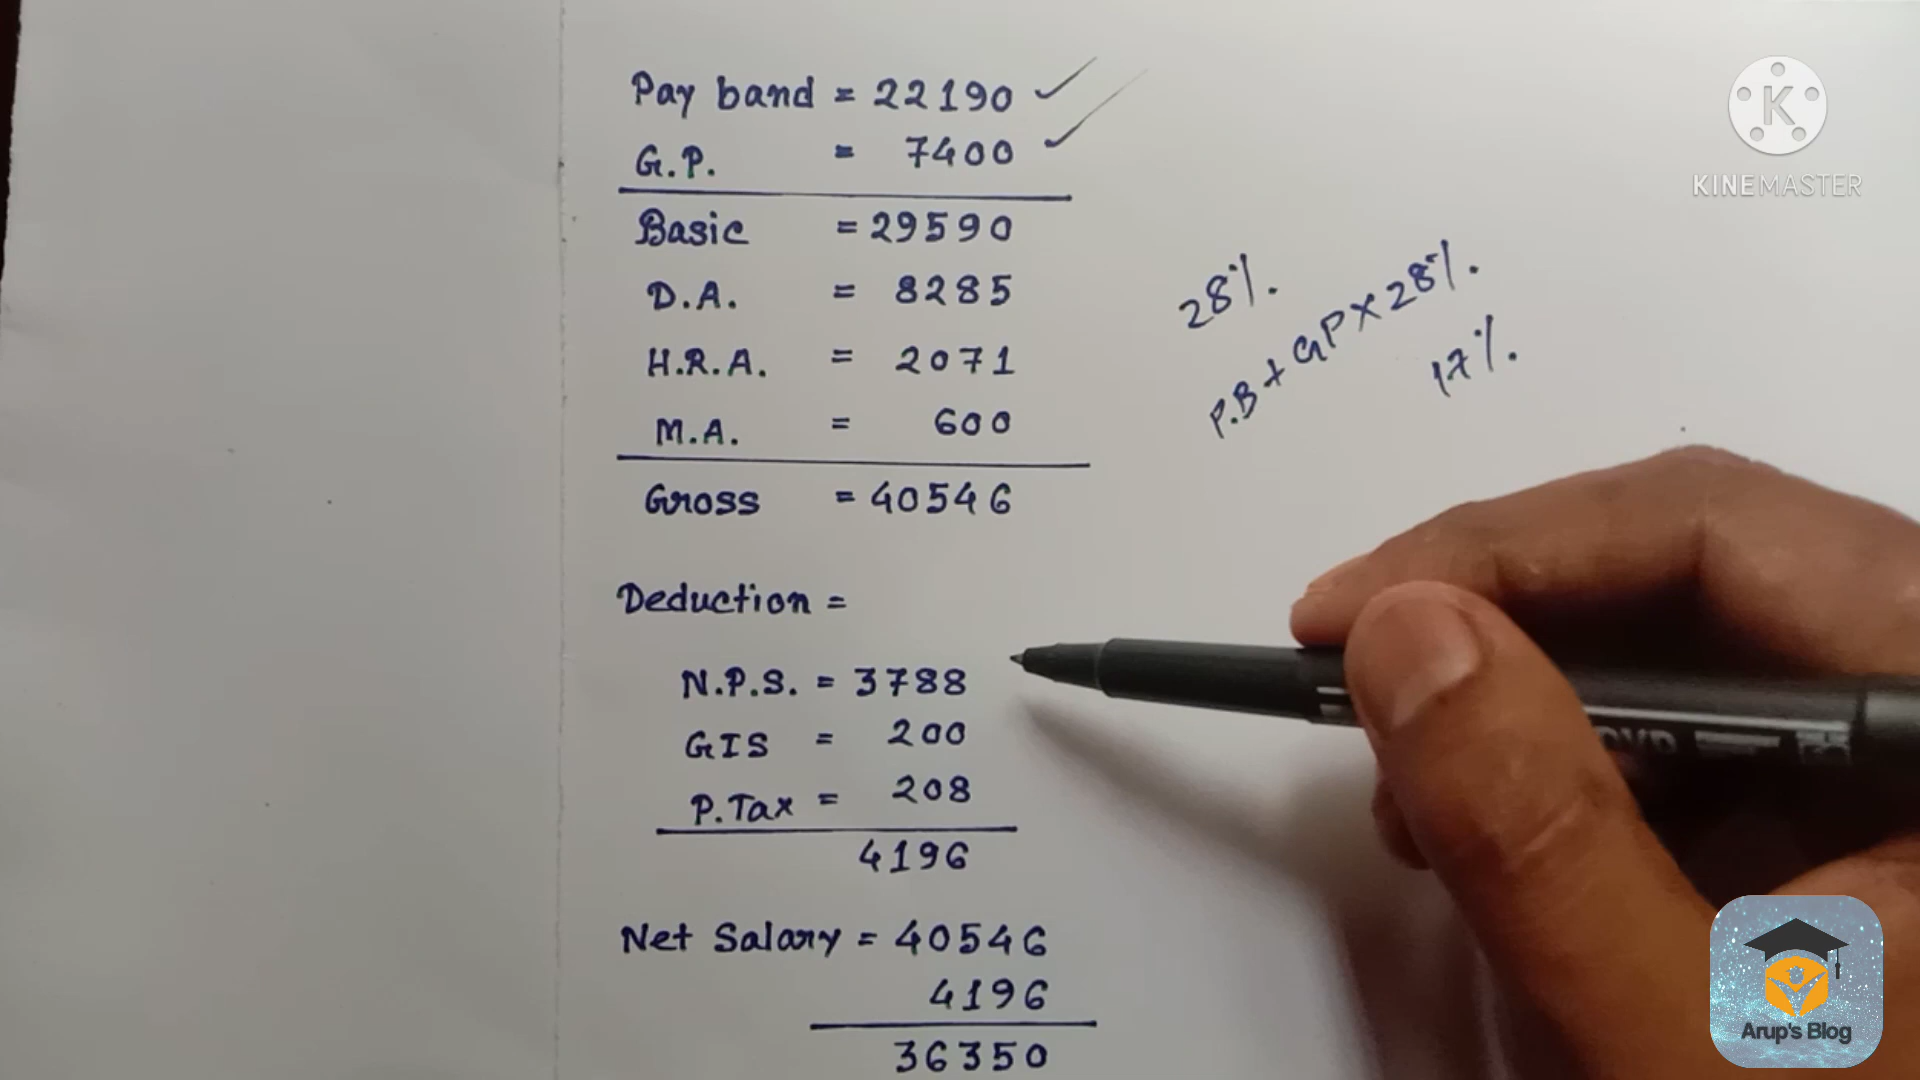 Pay band = 22190
G.P. = 7400
Basic = 29590
D.A. = 8285
H.R.A. = 2071
M.A. = 600
Gross = 40546
Deduction =
N.P.S. = 3788
GIS = 200
P.Tax = 208
4196
Net Salary = 40546
4196
36350
28%.
P.B + GP X 28%.
17%.
K
KINEMASTER
Arup's Blog